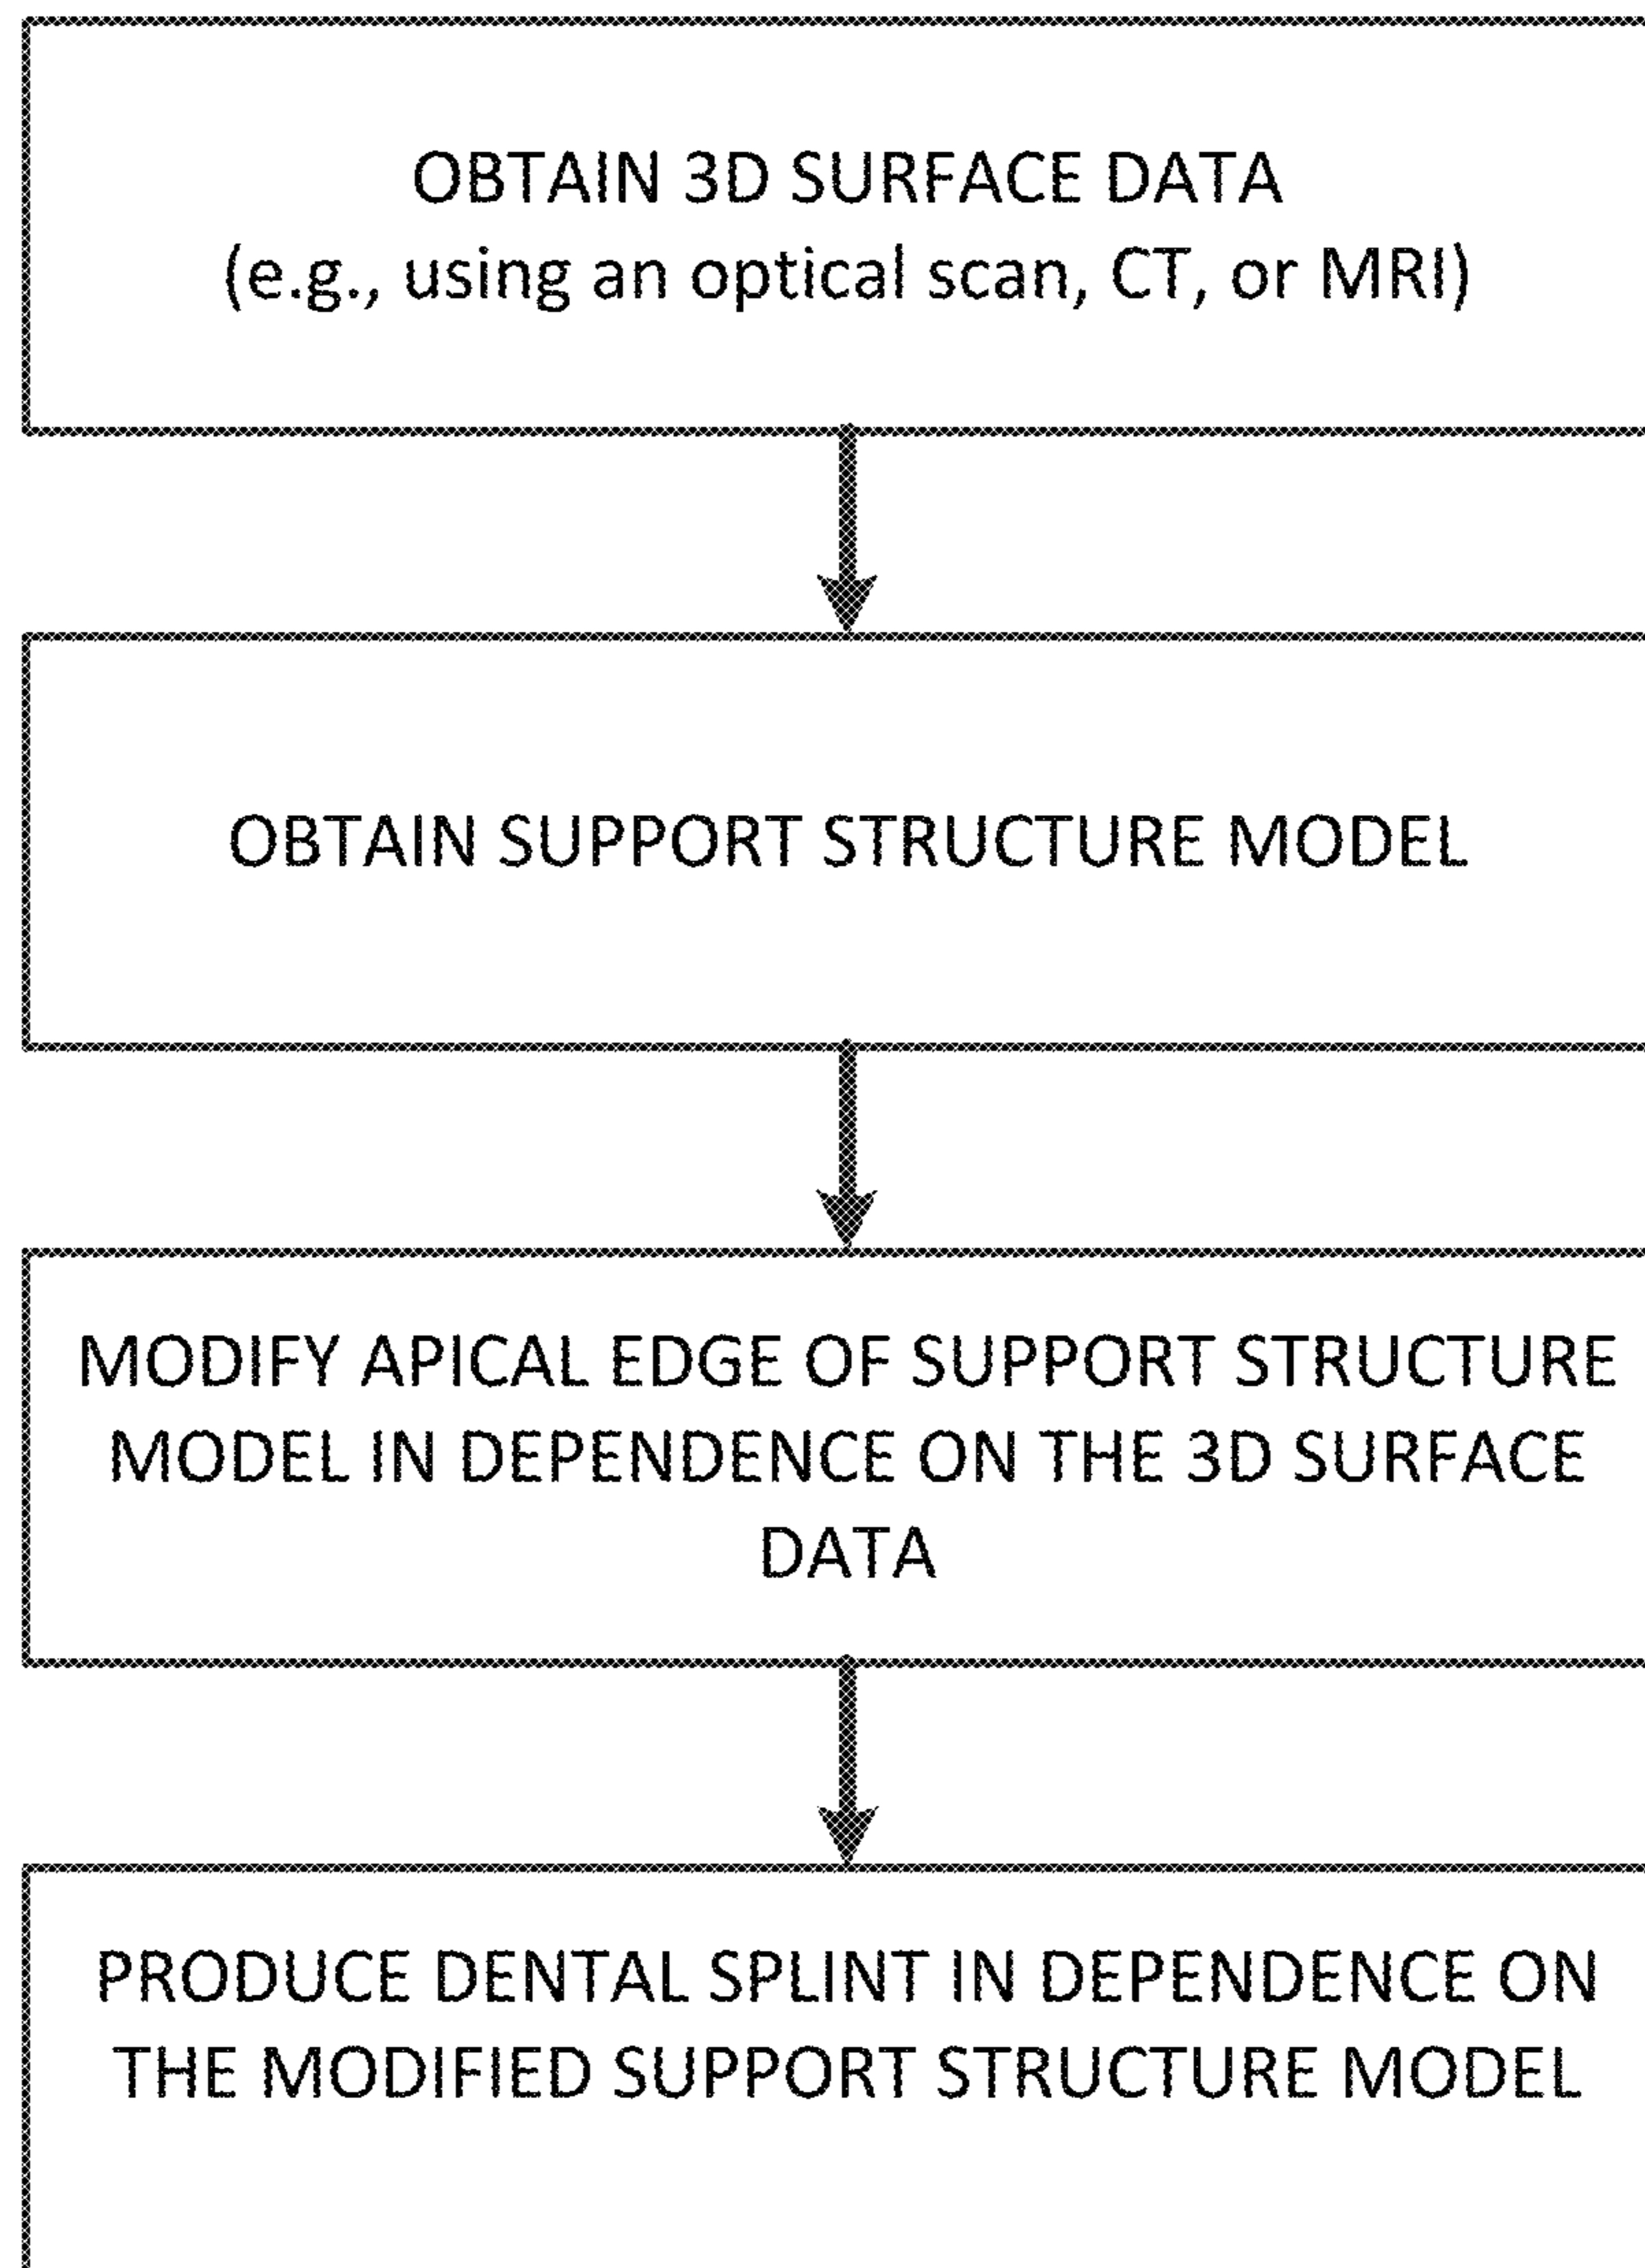 OBTAIN 3D SURFACE DATA
(e.g., using an optical scan, CT, or MRI)
OBTAIN SUPPORT STRUCTURE MODEL
MODIFY APICAL EDGE OF SUPPORT STRUCTURE
MODEL IN DEPENDENCE ON THE 3D SURFACE
DATA
PRODUCE DENTAL SPLINT IN DEPENDENCE ON
THE MODIFIED SUPPORT STRUCTURE MODEL